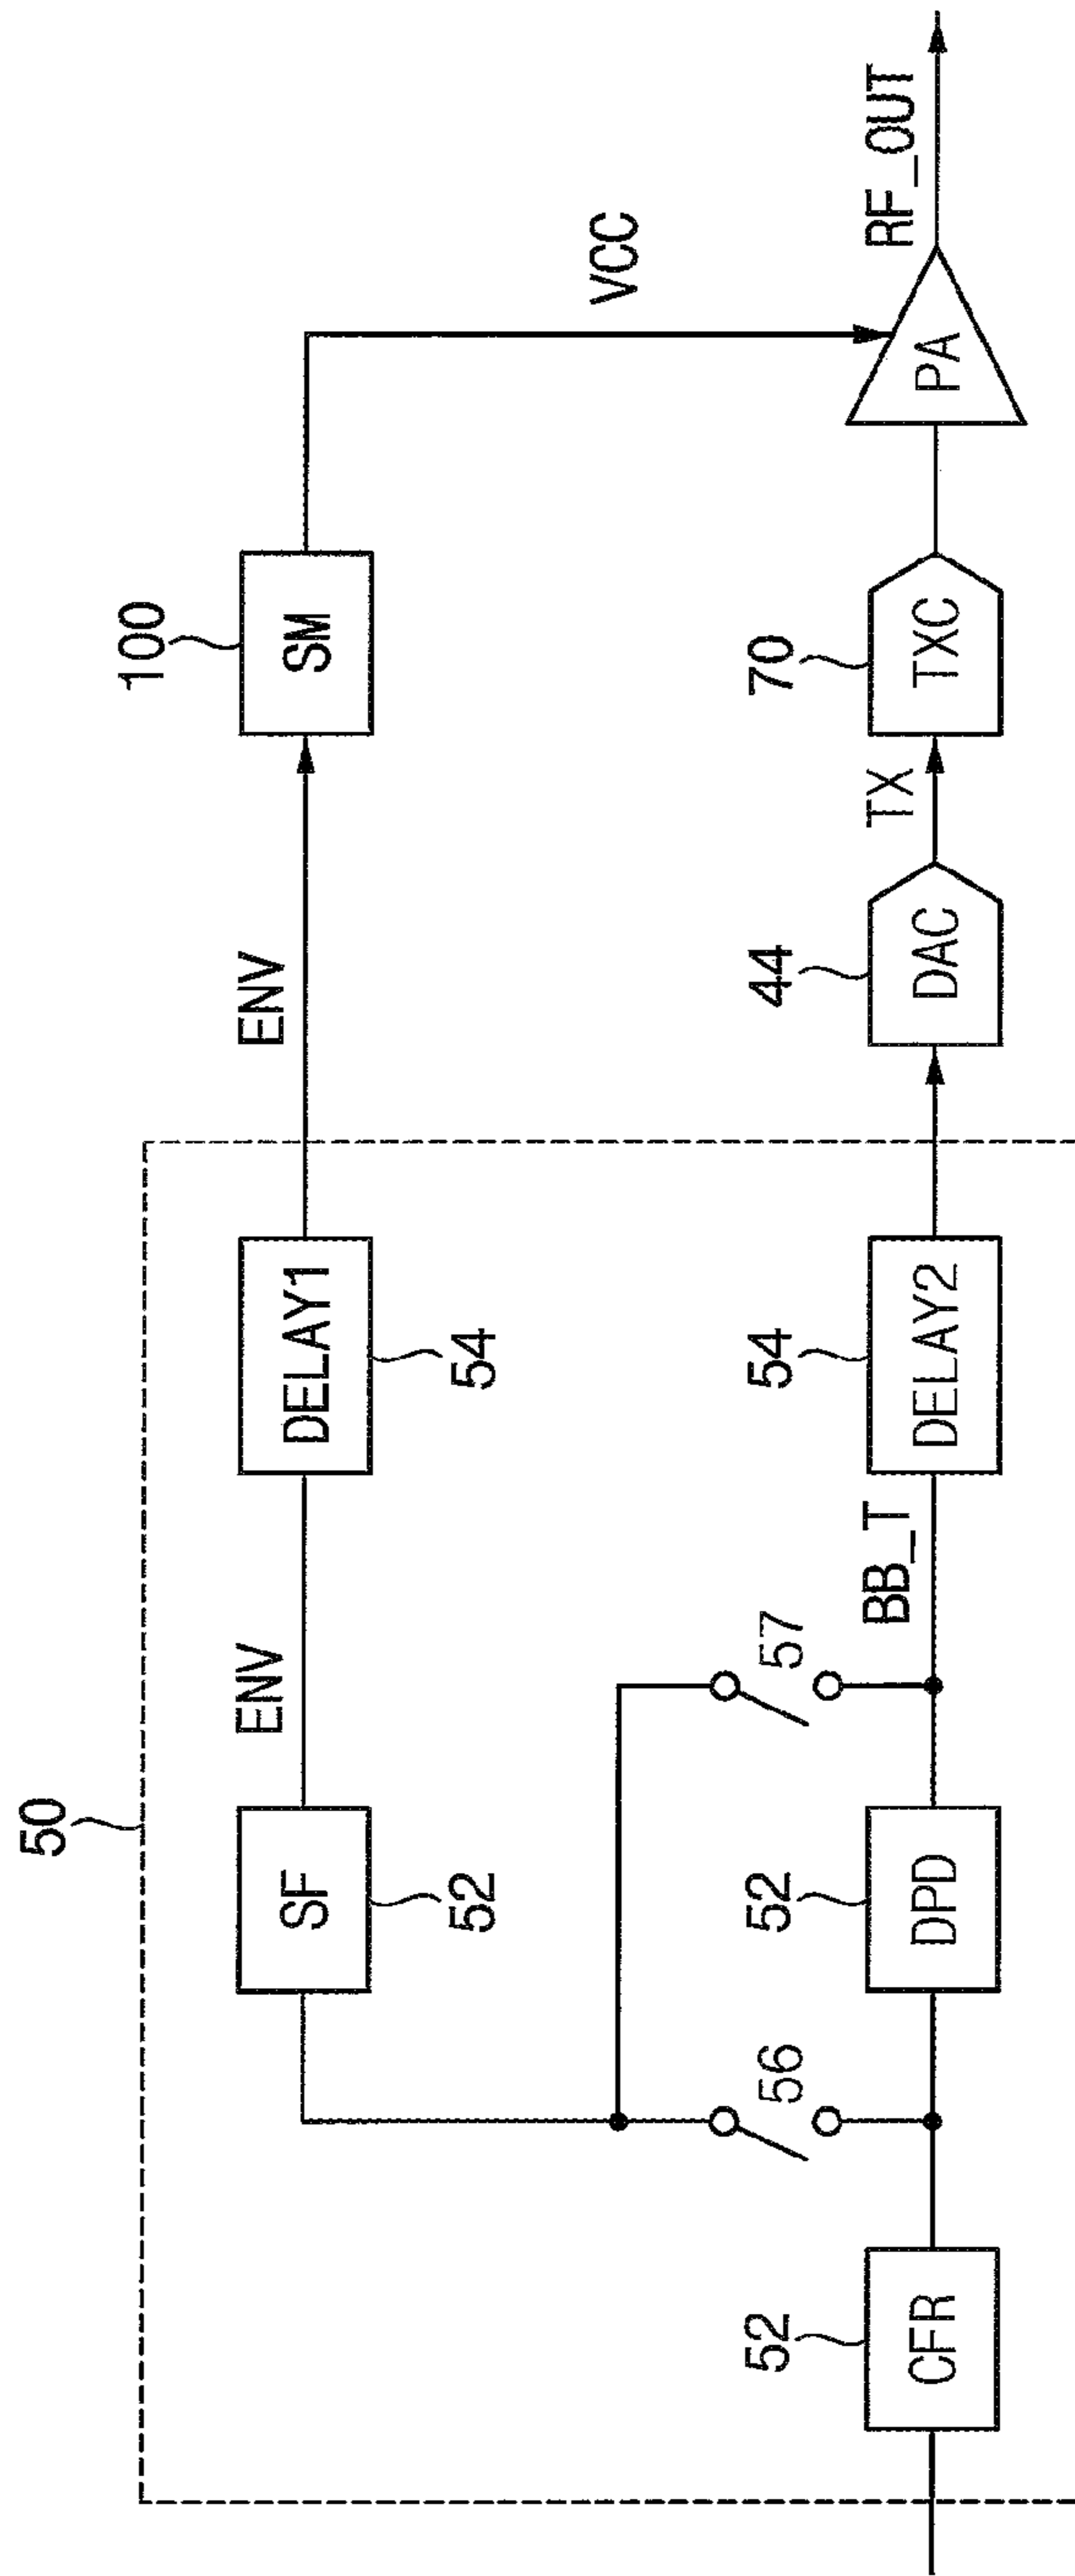 50
ENV
ENV
100
SF
DELAY1
SM
52
54
VCC
56
57
BB_T
TX
RF_OUT
52
52
54
44
70
CFR
DPD
DELAY2
DAC
TXC
PA